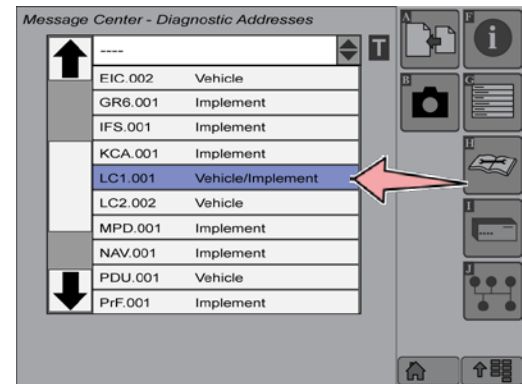 Message Center - Diagnostic Addresses
----
T
EIC.002 Vehicle
GR6.001 Implement
IFS.001 Implement
KCA.001 Implement
LC1.001 Vehicle/Implement
LC2.002 Vehicle
MPD.001 Implement
NAV.001 Implement
PDU.001 Vehicle
PrF.001 Implement
A
F
i
B
G
H
I
J